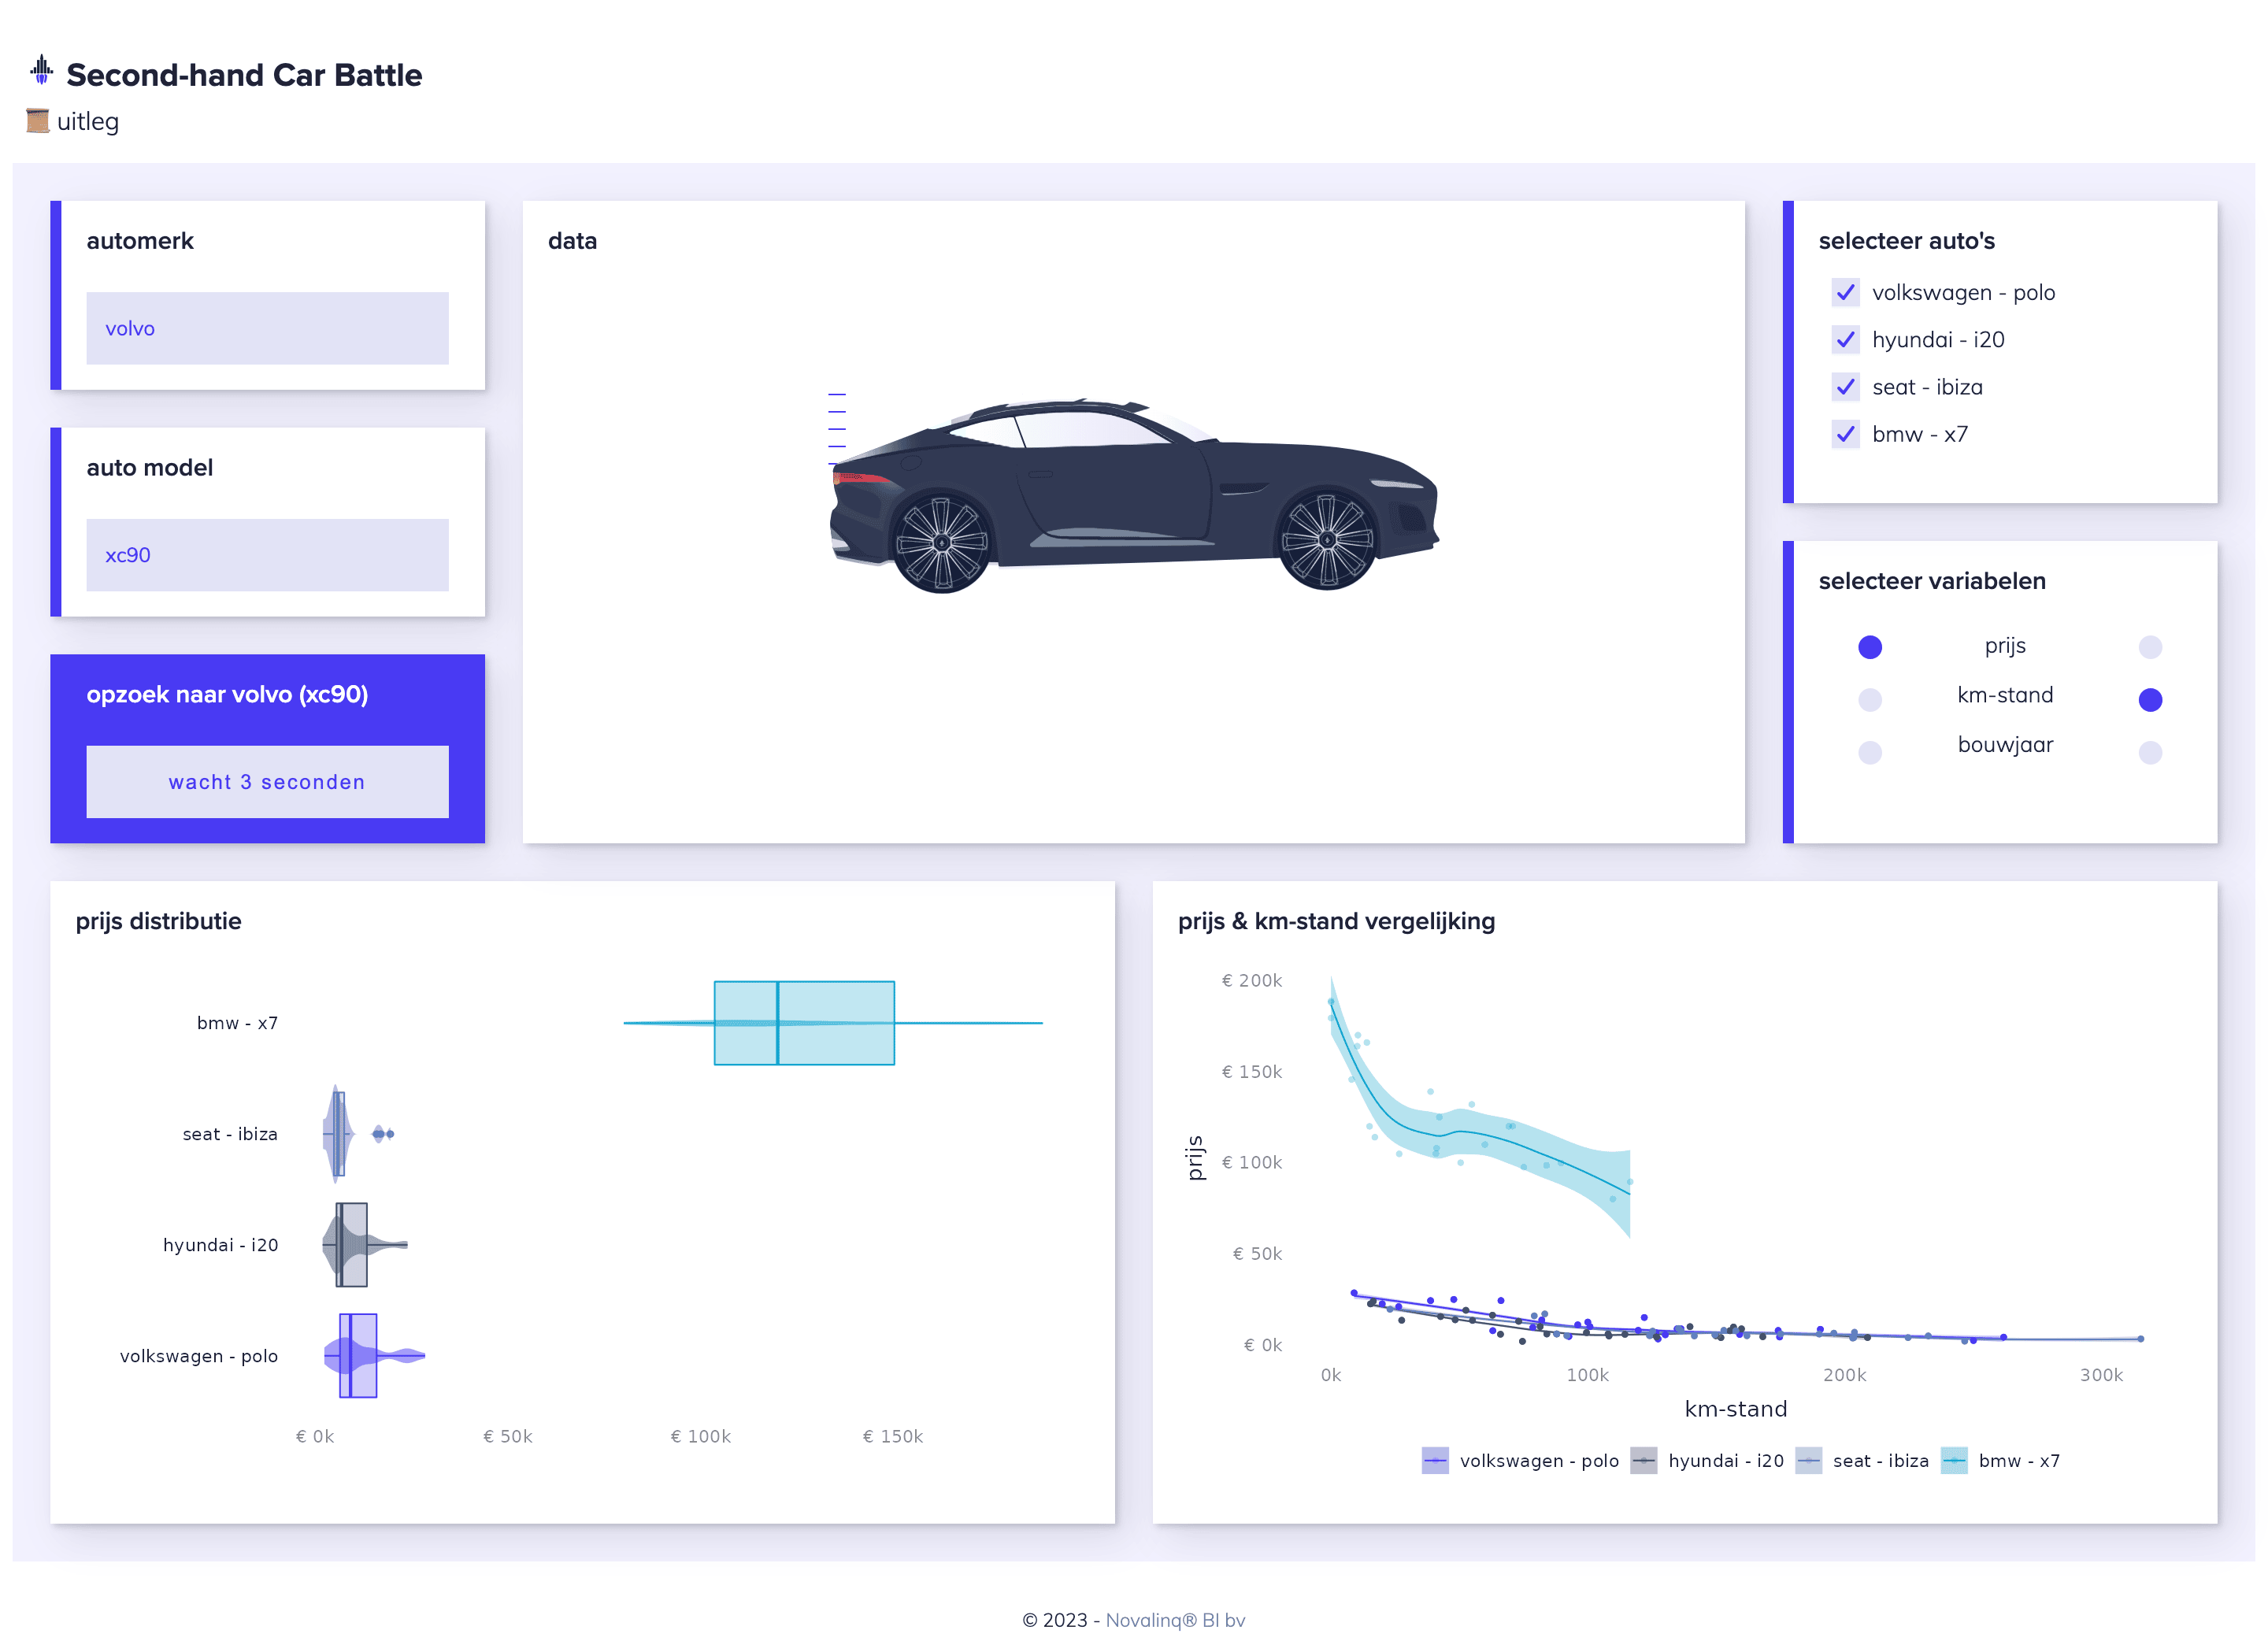 Second-hand Car Battle
uitleg
automerk
volvo
auto model
xc90
opzoek naar volvo (xc90)
wacht 3 seconden
data
selecteer auto's
volkswagen - polo
hyundai - i20
seat - ibiza
bmw - x7
selecteer variabelen
prijs
km-stand
bouwjaar
prijs distributie
bmw - x7
seat - ibiza
hyundai - i20
volkswagen - polo
€ 0k € 50k € 100k € 150k
prijs & km-stand vergelijking
€ 200k
€ 150k
€ 100k
€ 50k
€ 0k
prijs
0k 100k 200k 300k
km-stand
volkswagen - polo hyundai - i20 seat - ibiza bmw - x7
© 2023 - Novalinq® BI bv